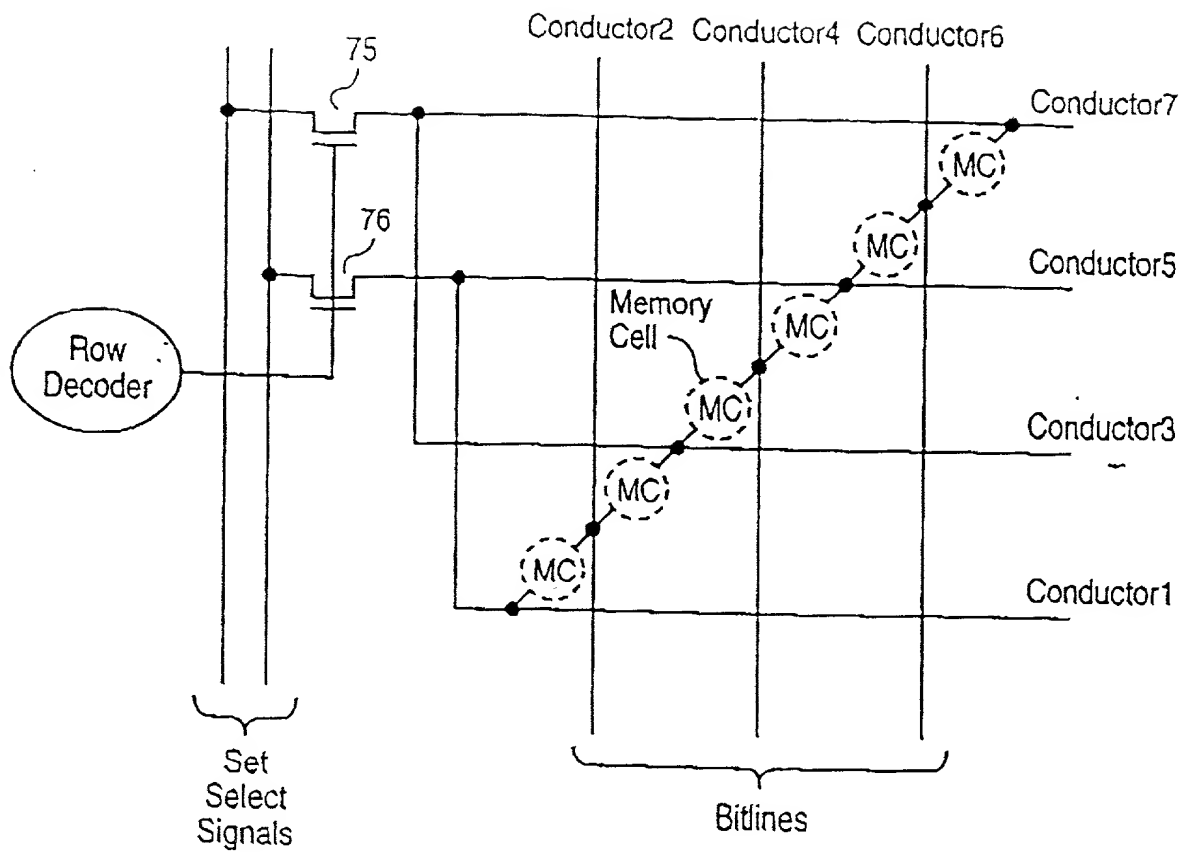 Conductor2 Conductor4 Conductor6
75
Conductor7
MC
76
MC
Conductor5
Memory
Cell
MC
Row
Decoder
MC
Conductor3
MC
MC
Conductor1
Set
Select
Signals
Bitlines